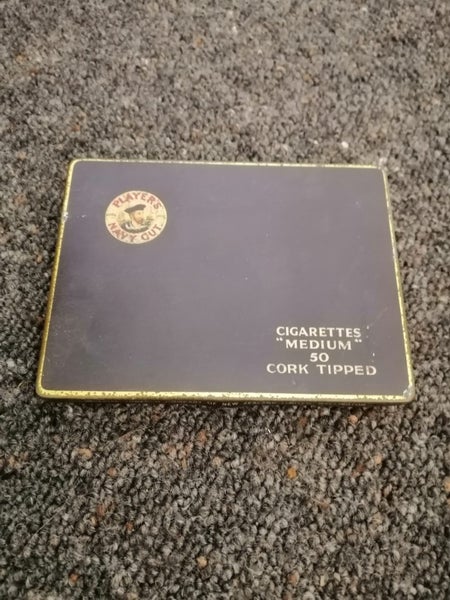 PLAYER'S
NAVY CUT
CIGARETTES
"MEDIUM"
50
CORK TIPPED